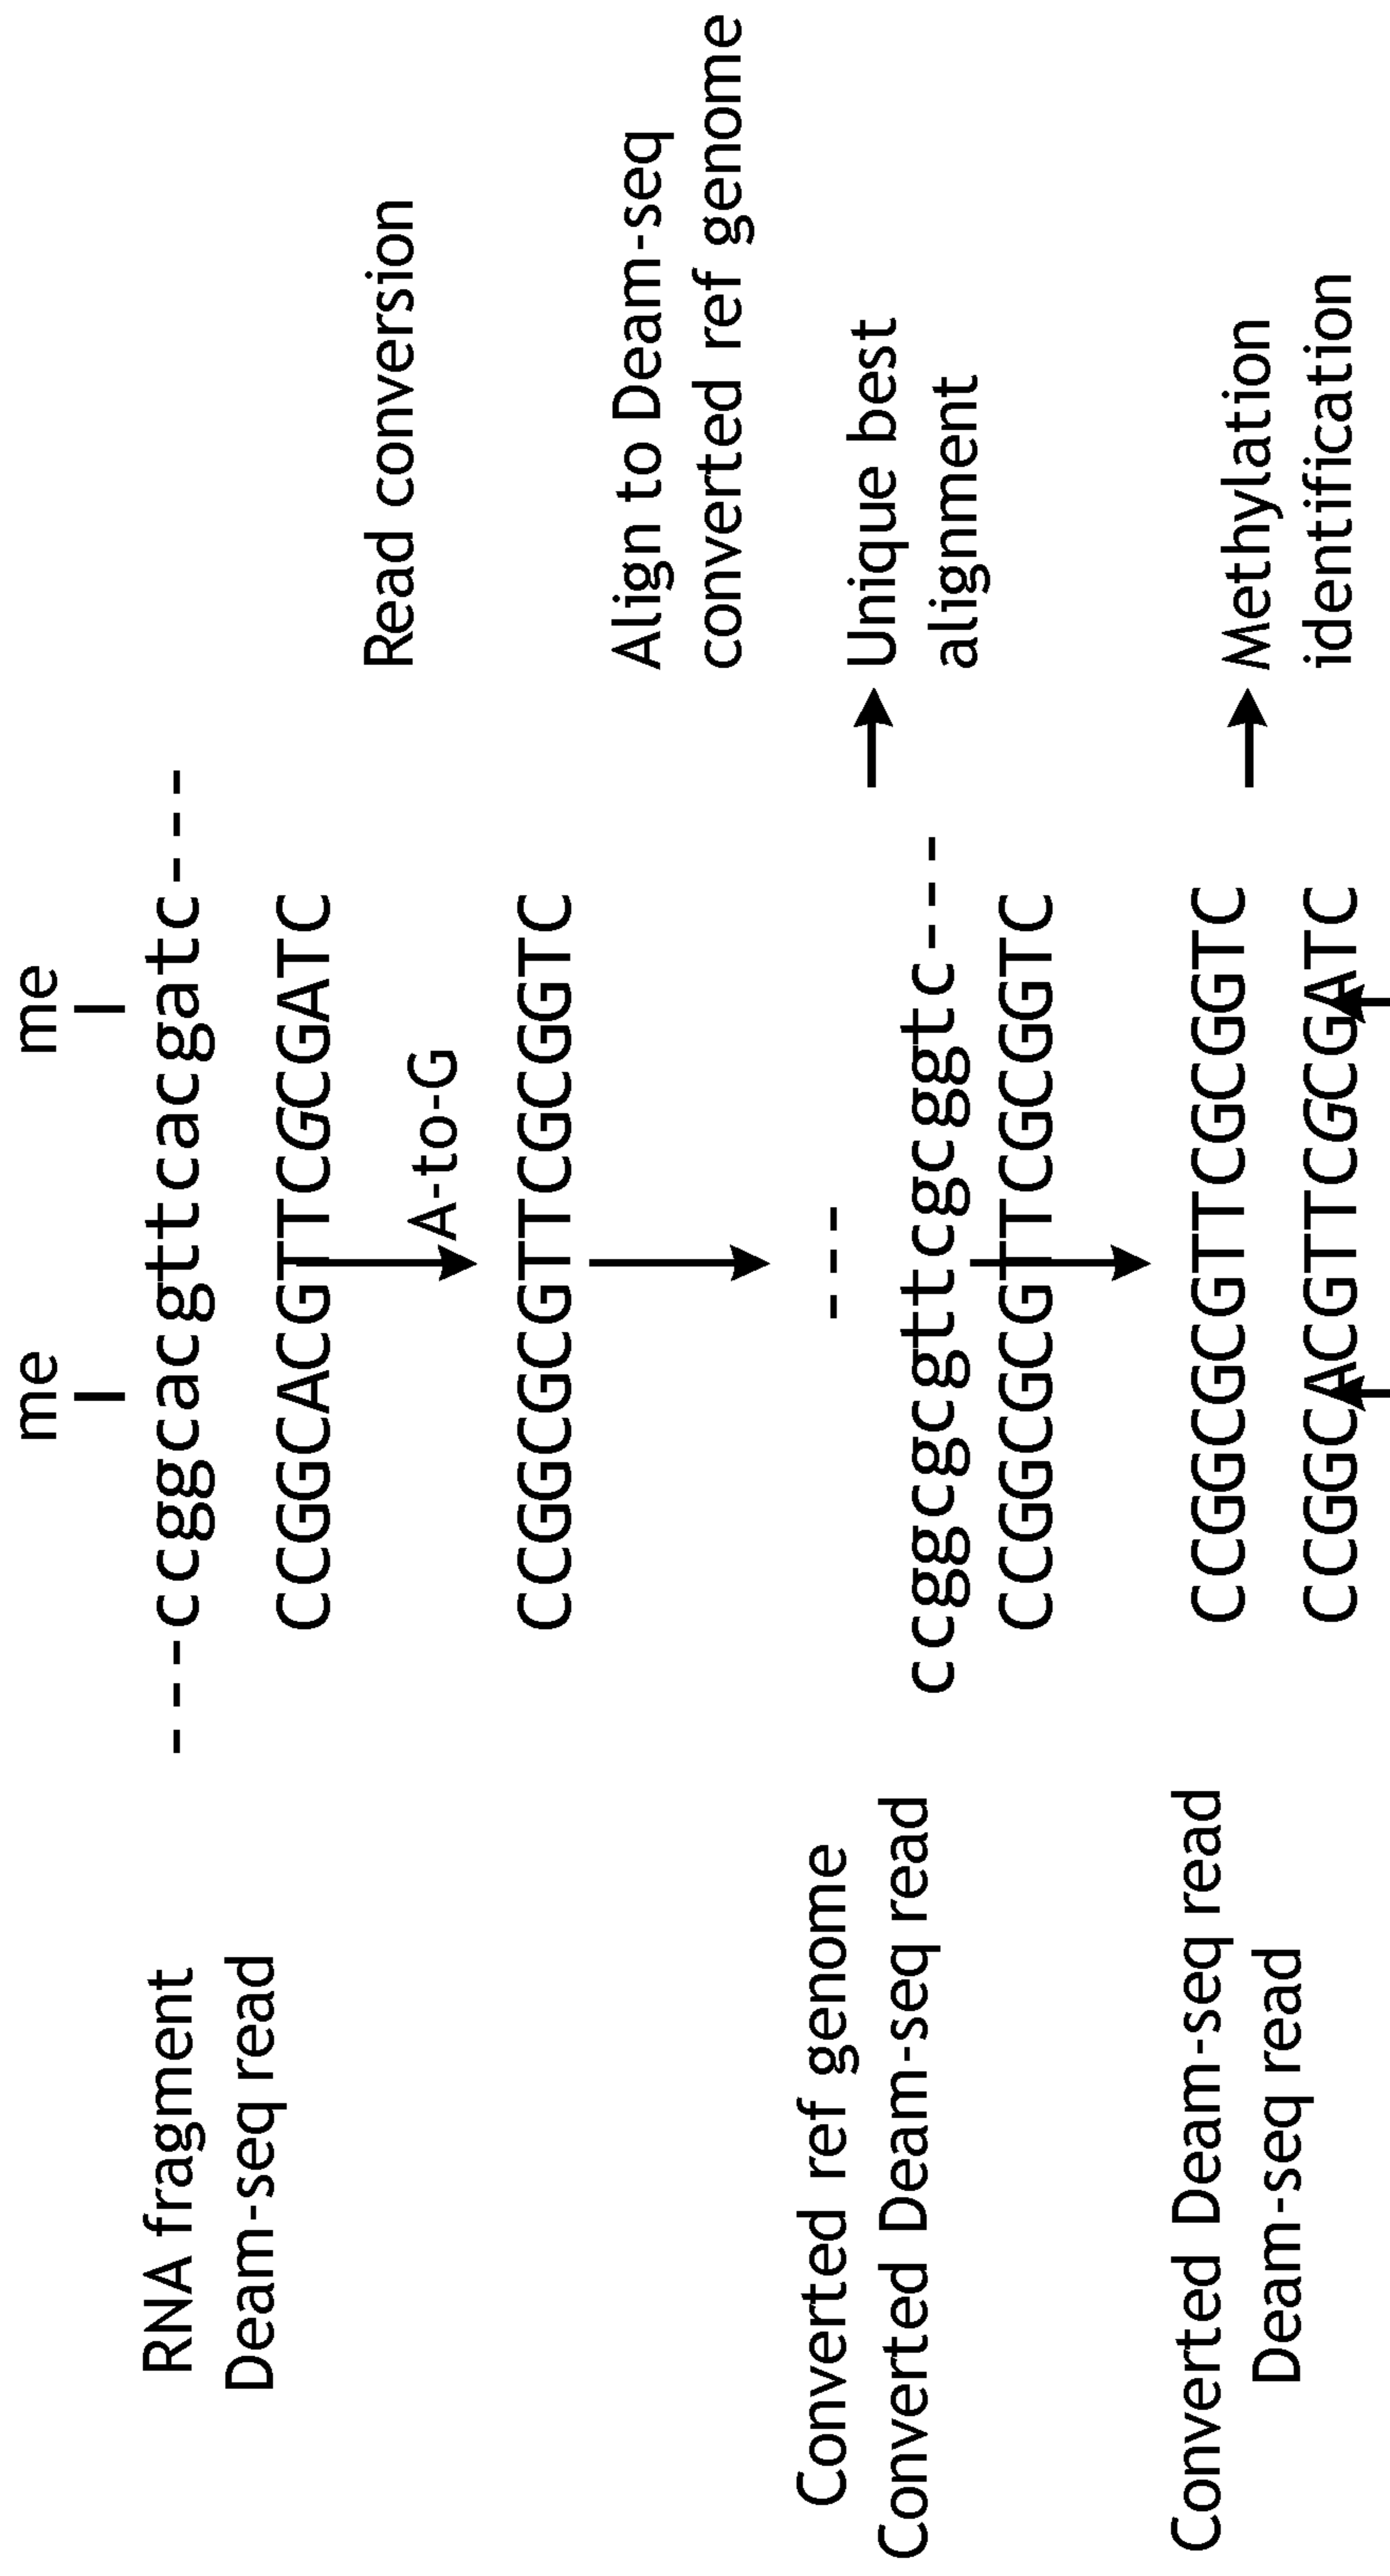 me me
RNA fragment ---ccggcacgttcacgatc---
Deam-seq read CCGGCACGTTCGCGATC
A-to-G Read conversion
CCGGCGCGTTCGCGGTC
Align to Deam-seq
converted ref genome
---
Converted ref genome ccggcgcgttcgcggtc--- Unique best
Converted Deam-seq read CCGGCGCGTTCGCGGTC alignment
Converted Deam-seq read CCGGCGCGTTCGCGGTC Methylation
Deam-seq read CCGGCACGTTCGCGATC identification